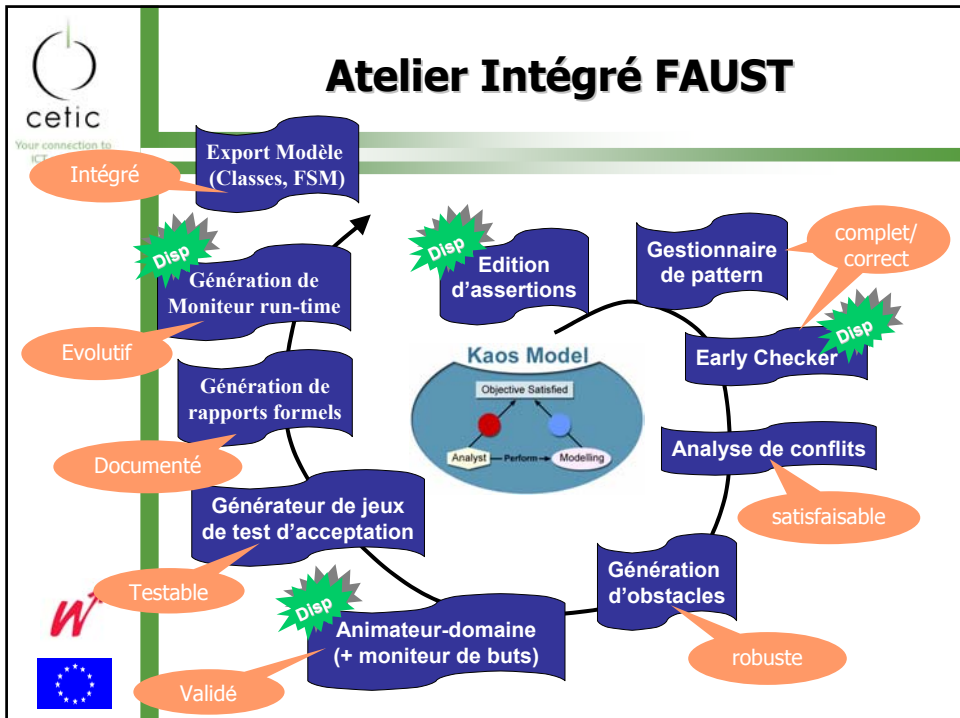 Atelier Intégré FAUST
cetic
Your connection to
ICT
Export Modèle
(Classes, FSM)
Intégré
Disp
Génération de
Moniteur run-time
Evolutif
Génération de
rapports formels
Documenté
Générateur de jeux
de test d'acceptation
Testable
Disp
Animateur-domaine
(+ moniteur de buts)
Validé
Disp
Edition
d'assertions
Gestionnaire
de pattern
complet/
correct
Disp
Early Checker
Analyse de conflits
satisfaisable
Génération
d'obstacles
robuste
Kaos Model
Objective Satisfied
Analyst Perform Modelling